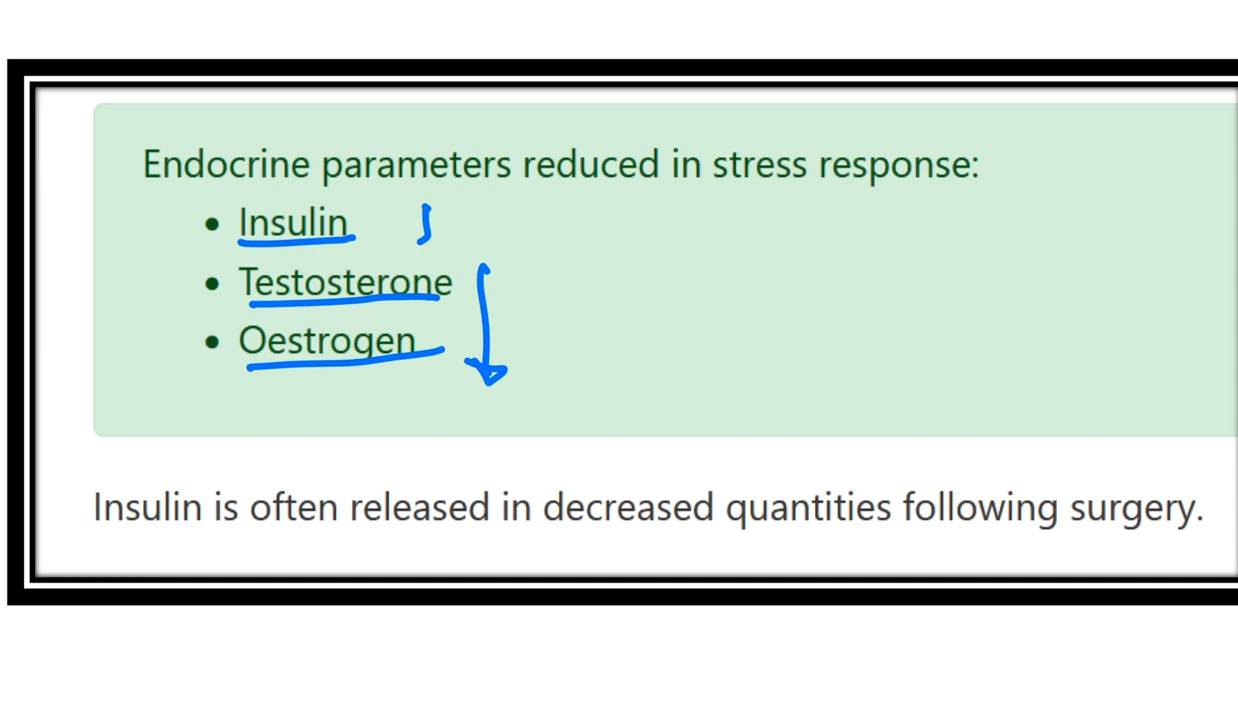 Endocrine parameters reduced in stress response:
• Insulin
• Testosterone
• Oestrogen
Insulin is often released in decreased quantities following surgery.